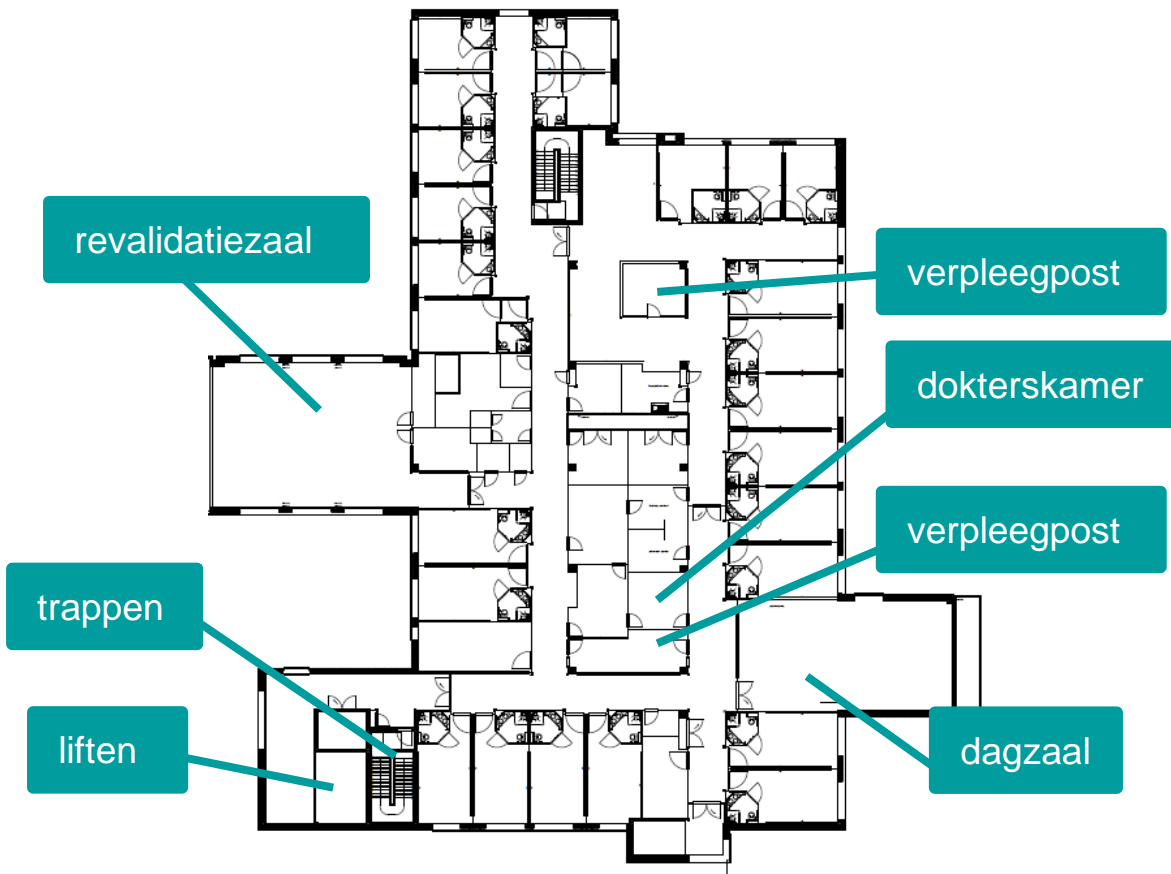 revalidatiezaal
verpleegpost
dokterskamer
verpleegpost
trappen
liften
dagzaal